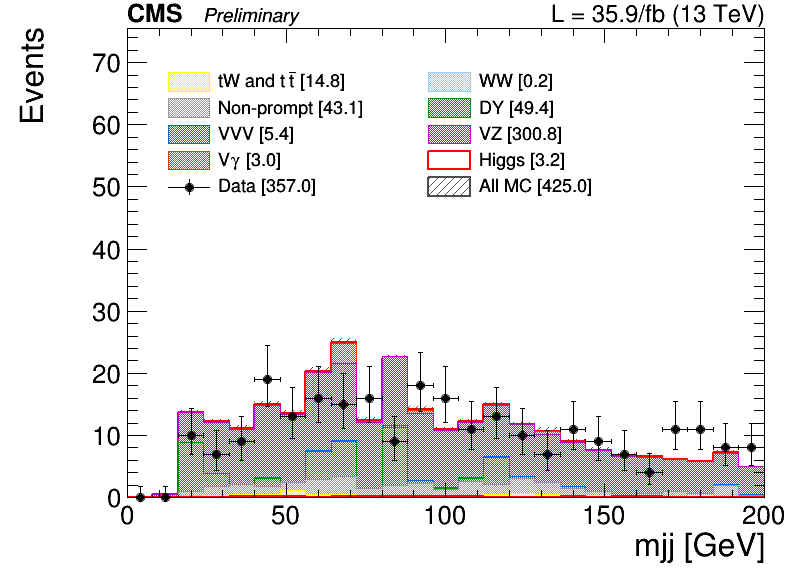 CMS Preliminary L = 35.9/fb (13 TeV)
Events
70
60
50
40
30
20
10
0
tW and tt̄ [14.8]
Non-prompt [43.1]
VVV [5.4]
Vγ [3.0]
Data [357.0]
WW [0.2]
DY [49.4]
VZ [300.8]
Higgs [3.2]
All MC [425.0]
0 50 100 150 200
mjj [GeV]